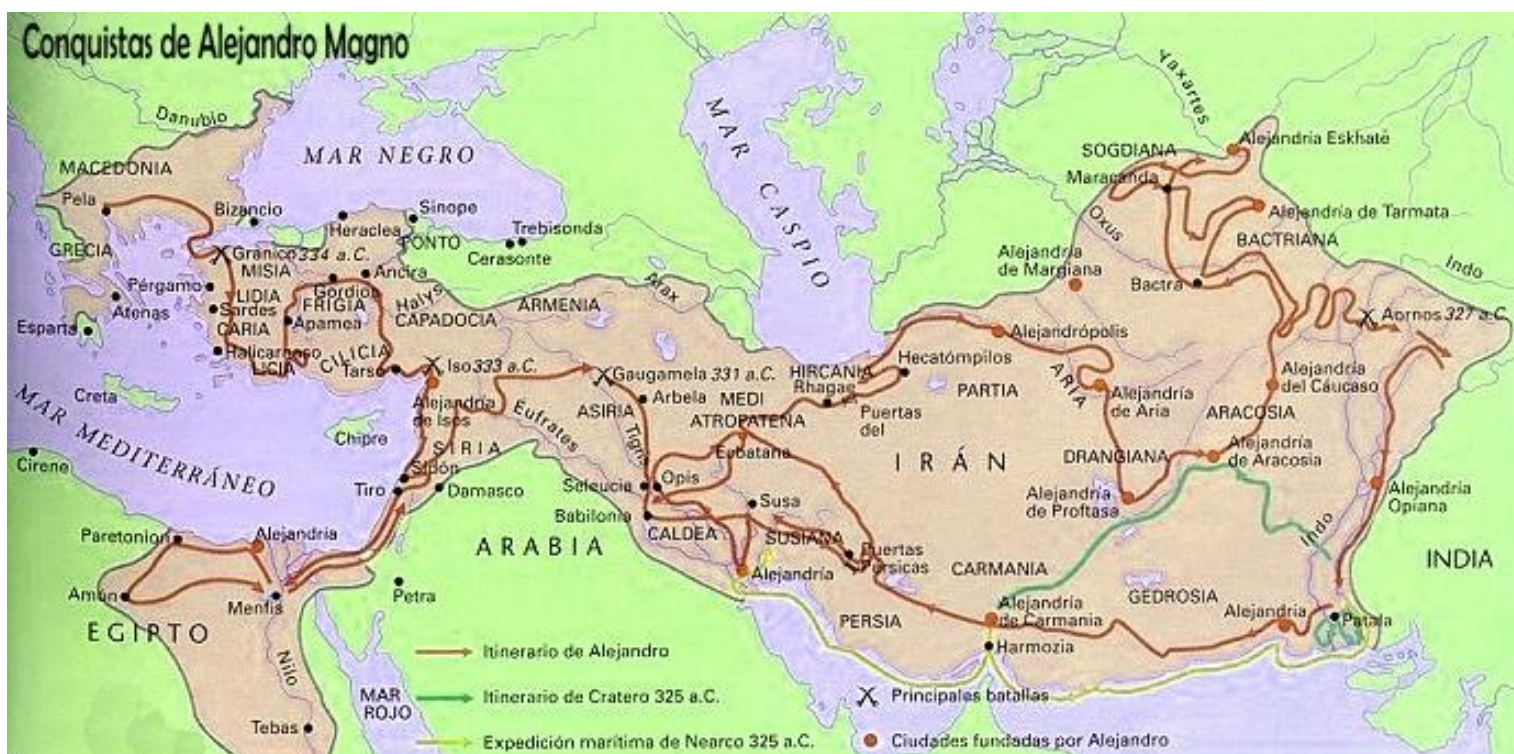 Conquistas de Alejandro Magno
Danubio
MACEDONIA
Pela
GRECIA
MAR NEGRO
Bizancio
Heraclea
Sinope
PONTO
Trebisonda
Cerasonte
Gránico 334 a.C.
MISIA
Pérgamo
LIDIA
Sardes
Atenas
Esparta
CARIA
Halicarnaso
LICIA
Gordion
FRIGIA
Apamea
Ancira
Halys
CAPADOCIA
CILICIA
Tarso
Iso 333 a.C.
Alejandría
de Isos
ARMENIA
Arax
MAR CASPIO
Creta
Chipre
MAR MEDITERRÁNEO
Cirene
SIRIA
Sidón
Tiro
Damasco
Éufrates
Gaugamela 331 a.C.
ASIRIA
Arbela
Tigris
MEDI
ATROPATENA
Ecbatana
Seleucia
Opis
Babilonia
CALDEA
Susa
SUSIANA
Puertas
Pérsicas
Alejandría
ARABIA
Petra
Paretonion
Alejandría
Amón
Menfis
EGIPTO
Nilo
Tebas
MAR
ROJO
HIRCANIA
Rhagae
Puertas
del
Hecatómpilos
PARTIA
Alejandrópolis
Alejandría
de Margiana
Oxus
Yaxartes
SOGDIANA
Maracanda
Alejandría Eskhaté
Alejandría de Tarmata
BACTRIANA
Bactra
Indo
Aornos 327 a.C.
ARIA
Alejandría
de Aria
Alejandría
del Cáucaso
ARACOSIA
Alejandría
de Aracosia
DRANGIANA
Alejandría
de Proftasa
IRÁN
Alejandría
Opiana
Indo
INDIA
CARMANIA
GEDROSIA
PERSIA
Alejandría
de Carmania
Harmozia
Alejandría
Patala
Itinerario de Alejandro
Itinerario de Cratero 325 a.C.
Expedición marítima de Nearco 325 a.C.
Principales batallas
Ciudades fundadas por Alejandro